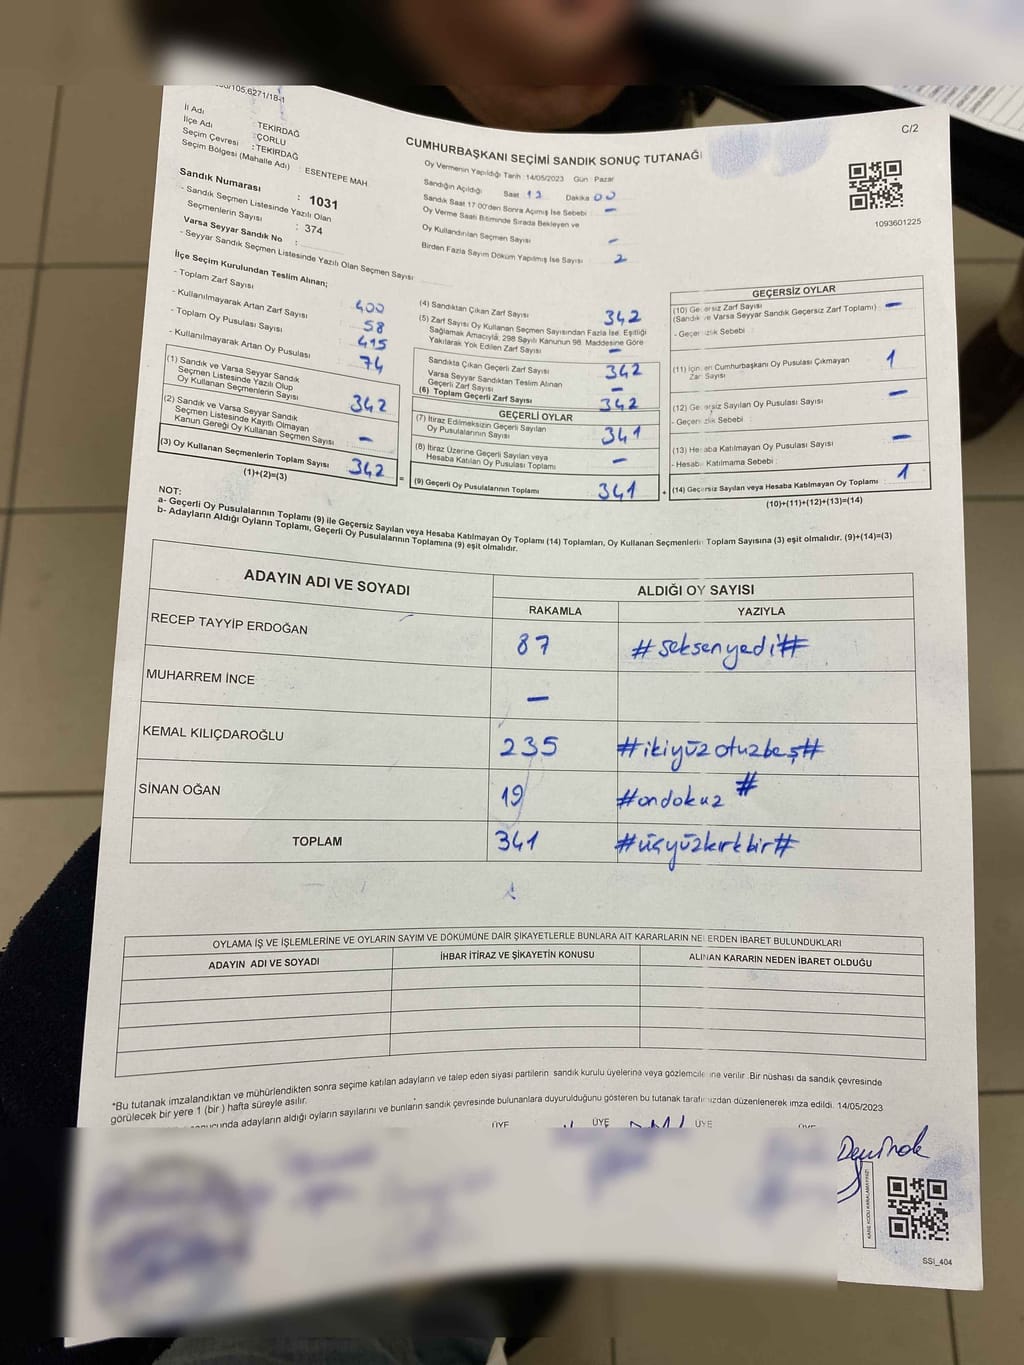 /105.6271/18-1
C/2
İl Adı : TEKİRDAĞ
İlçe Adı : ÇORLU
Seçim Çevresi : TEKİRDAĞ
Seçim Bölgesi (Mahalle Adı) : ESENTEPE MAH.
Sandık Numarası : 1031
- Sandık Seçmen Listesinde Yazılı Olan
Seçmenlerin Sayısı : 374
Varsa Seyyar Sandık No :
- Seyyar Sandık Seçmen Listesinde Yazılı Olan Seçmen Sayısı
CUMHURBAŞKANI SEÇİMİ SANDIK SONUÇ TUTANAĞI
Oy Vermenin Yapıldığı Tarih : 14/05/2023 Gün : Pazar
Sandığın Açıldığı Saat Dakika 00
Sandık Saat 17:00'den Sonra Açımış İse Sebebi –
Oy Verme Saati Bitiminde Sırada Bekleyen ve
Oy Kullandırılan Seçmen Sayısı –
Birden Fazla Sayım Döküm Yapılmış İse Sayısı 2
1093601225
İlçe Seçim Kurulundan Teslim Alınan;
- Toplam Zarf Sayısı 400
- Kullanılmayarak Artan Zarf Sayısı 58
- Toplam Oy Pusulası Sayısı 415
- Kullanılmayarak Artan Oy Pusulası 74
(1) Sandık ve Varsa Seyyar Sandık
Seçmen Listesinde Yazılı Olup
Oy Kullanan Seçmenlerin Sayısı 342
(2) Sandık ve Varsa Seyyar Sandık
Seçmen Listesinde Kayıtlı Olmayan
Kanun Gereği Oy Kullanan Seçmen Sayısı –
(3) Oy Kullanan Seçmenlerin Toplam Sayısı 342
(1)+(2)=(3)
(4) Sandıktan Çıkan Zarf Sayısı 342
(5) Zarf Sayısı Oy Kullanan Seçmen Sayısından Fazla İse, Eşitliği
Sağlamak Amacıyla; 298 Sayılı Kanunun 98. Maddesine Göre
Yakılarak Yok Edilen Zarf Sayısı –
Sandıkta Çıkan Geçerli Zarf Sayısı 342
Varsa Seyyar Sandıktan Teslim Alınan
Geçerli Zarf Sayısı –
(6) Toplam Geçerli Zarf Sayısı 342
GEÇERLİ OYLAR
(7) İtiraz Edilmeksizin Geçerli Sayılan
Oy Pusulalarının Sayısı 341
(8) İtiraz Üzerine Geçerli Sayılan veya
Hesaba Katılan Oy Pusulası Toplamı –
(9) Geçerli Oy Pusulalarının Toplamı 341
GEÇERSİZ OYLAR
(10) Geçersiz Zarf Sayısı
(Sandık ve Varsa Seyyar Sandık Geçersiz Zarf Toplamı) –
- Geçersizlik Sebebi :
(11) İçinden Cumhurbaşkanı Oy Pusulası Çıkmayan
Zarf Sayısı 1
(12) Geçersiz Sayılan Oy Pusulası Sayısı –
- Geçersizlik Sebebi :
(13) Hesaba Katılmayan Oy Pusulası Sayısı –
- Hesaba Katılmama Sebebi :
(14) Geçersiz Sayılan veya Hesaba Katılmayan Oy Toplamı : 1
(10)+(11)+(12)+(13)=(14)
NOT:
a- Geçerli Oy Pusulalarının Toplamı (9) ile Geçersiz Sayılan veya Hesaba Katılmayan Oy Toplamı (14) Toplamları, Oy Kullanan Seçmenlerin Toplam Sayısına (3) eşit olmalıdır. (9)+(14)=(3)
b- Adayların Aldığı Oyların Toplamı, Geçerli Oy Pusulalarının Toplamına (9) eşit olmalıdır.
ADAYIN ADI VE SOYADI ALDIĞI OY SAYISI
RAKAMLA YAZIYLA
RECEP TAYYİP ERDOĞAN 87 #seksenyedi#
MUHARREM İNCE –
KEMAL KILIÇDAROĞLU 235 #ikiyüzotuzbeş#
SİNAN OĞAN 19 #ondokuz#
TOPLAM 341 #üçyüzkırkbir#
OYLAMA İŞ VE İŞLEMLERİNE VE OYLARIN SAYIM VE DÖKÜMÜNE DAİR ŞİKAYETLERLE BUNLARA AİT KARARLARIN NELERDEN İBARET BULUNDUKLARI
ADAYIN ADI VE SOYADI İHBAR İTİRAZ VE ŞİKAYETİN KONUSU ALINAN KARARIN NEDEN İBARET OLDUĞU
*Bu tutanak imzalandıktan ve mühürlendikten sonra seçime katılan adayların ve talep eden siyasi partilerin sandık kurulu üyelerine veya gözlemcilerine verilir. Bir nüshası da sandık çevresinde
görülecek bir yere 1 (bir) hafta süreyle asılır.
adayların aldığı oyların sayılarını ve bunların sandık çevresinde bulunanlara duyurulduğunu gösteren bu tutanak tarafımızdan düzenlenerek imza edildi. 14/05/2023
ÜYE ÜYE ÜYE
KARE KODU KARALAMAYINIZ!
SSI_404